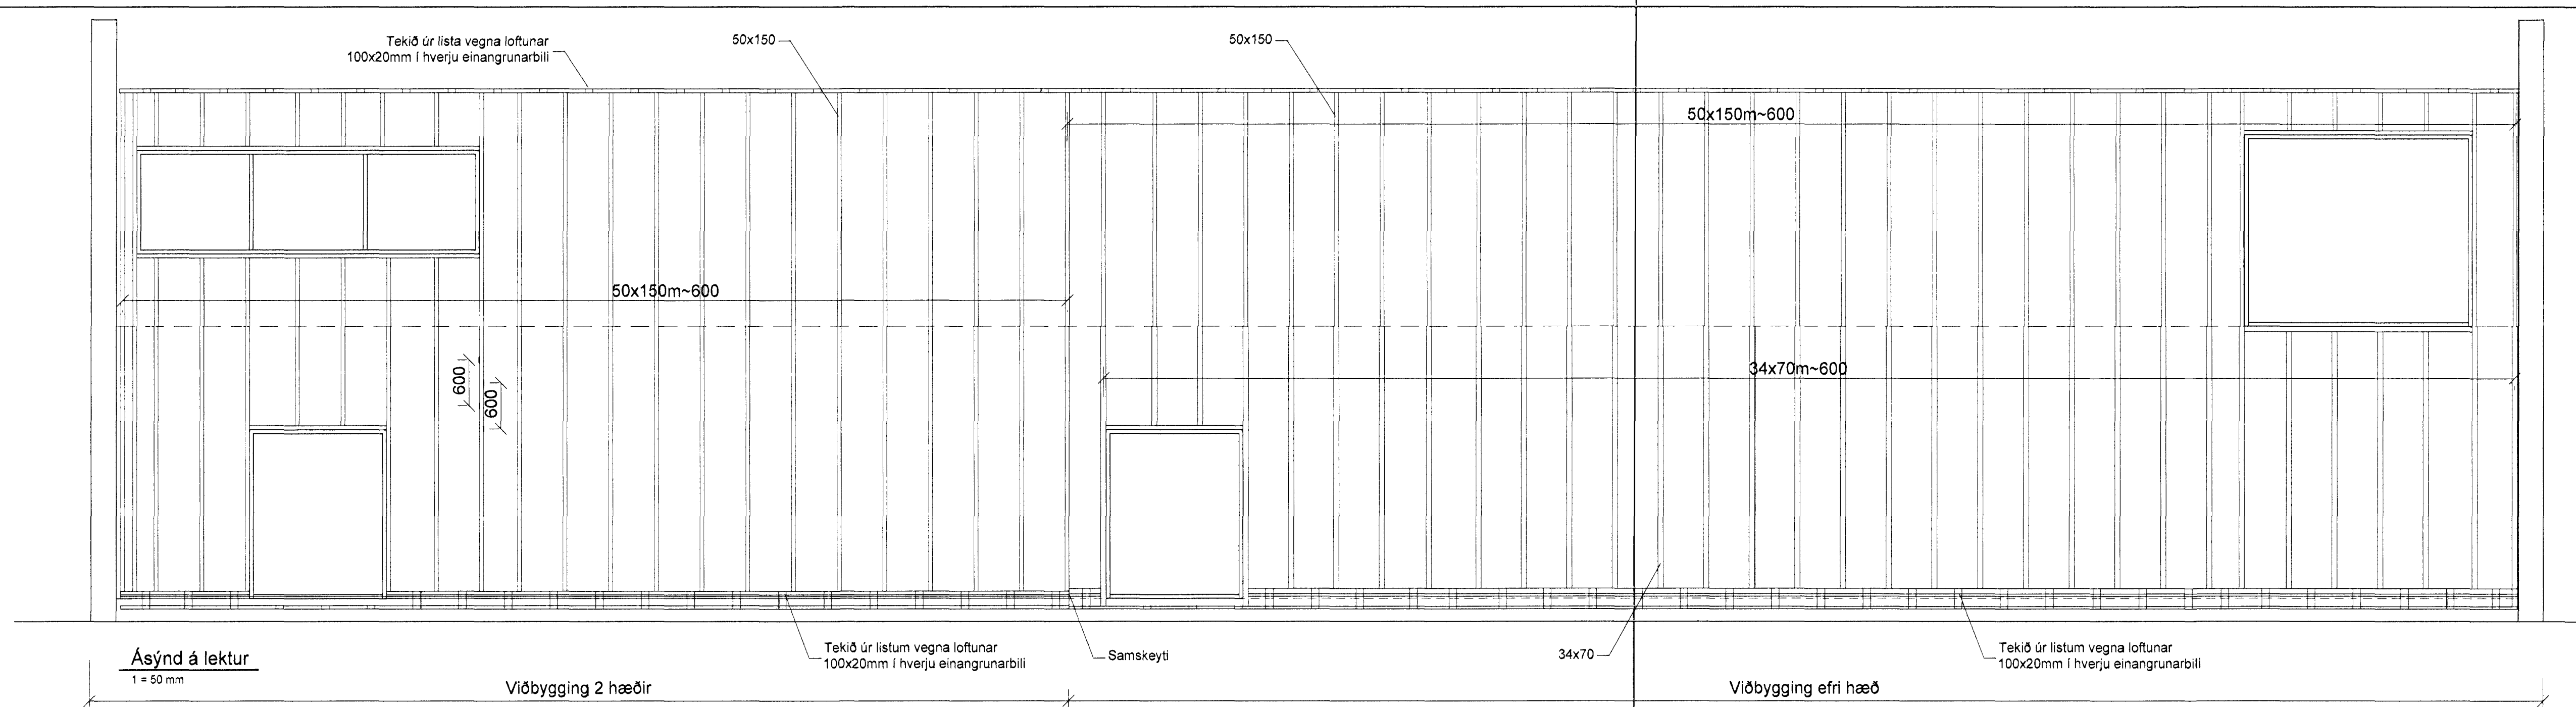 Tekið úr lista vegna loftunar
100x20mm í hverju einangrunarbili
50x150
50x150
50x150m~600
50x150m~600
34x70m~600
600
600
Tekið úr listum vegna loftunar
100x20mm í hverju einangrunarbili
Samskeyti
34x70
Tekið úr listum vegna loftunar
100x20mm í hverju einangrunarbili
Ásýnd á lektur
1 = 50 mm
Viðbygging 2 hæðir
Viðbygging efri hæð